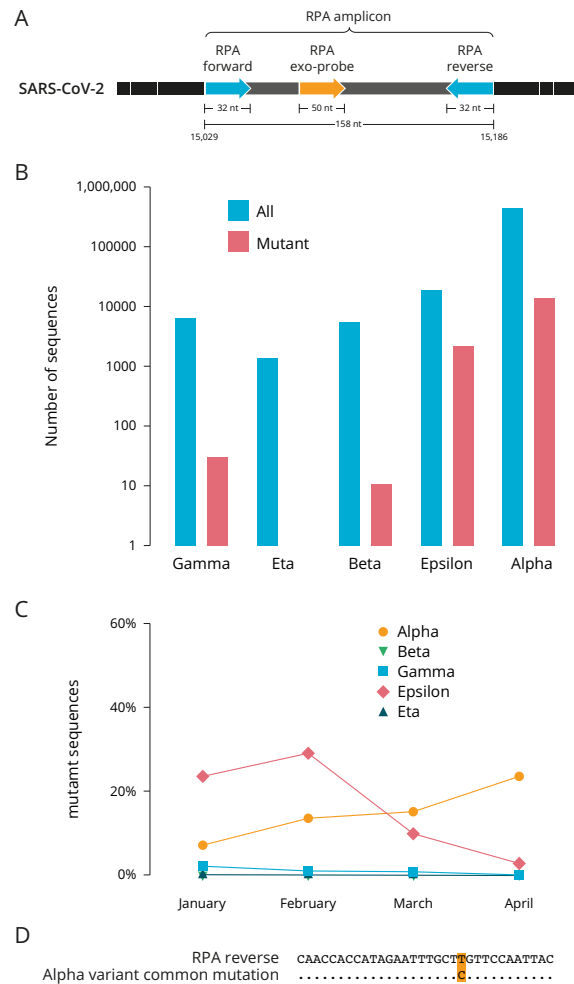 A
RPA amplicon
RPA forward
RPA exo-probe
RPA reverse
SARS-CoV-2
32 nt
50 nt
32 nt
158 nt
15,029
15,186
B
Number of sequences
1,000,000
100000
10000
1000
100
10
1
All
Mutant
Gamma
Eta
Beta
Epsilon
Alpha
C
mutamt sequences
60%
40%
20%
0%
Alpha
Beta
Gamma
Epsilon
Eta
January
February
March
April
D
RPA reverse CAACCACCATAGAATTTGCTTGTTCCAATTAC
Alpha variant common mutation ....................C...........